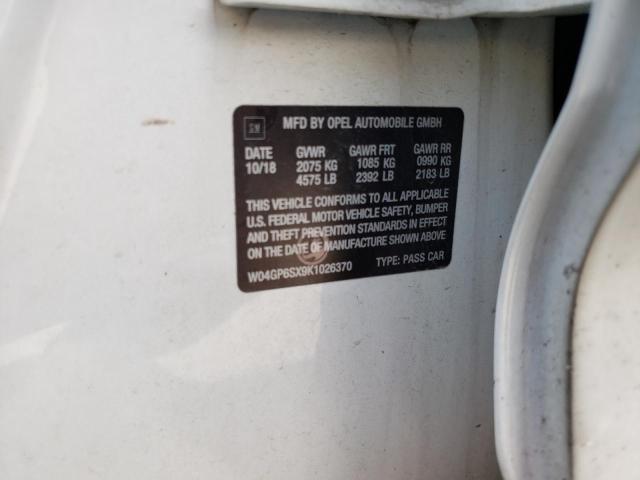 GM MFD BY OPEL AUTOMOBILE GMBH
DATE GVWR GAWR FRT GAWR RR
10/18 2075 KG 1085 KG 0990 KG
4575 LB 2392 LB 2183 LB
THIS VEHICLE CONFORMS TO ALL APPLICABLE
U.S. FEDERAL MOTOR VEHICLE SAFETY, BUMPER
AND THEFT PREVENTION STANDARDS IN EFFECT
ON THE DATE OF MANUFACTURE SHOWN ABOVE
W04GP6SX9K1026370 TYPE: PASS CAR